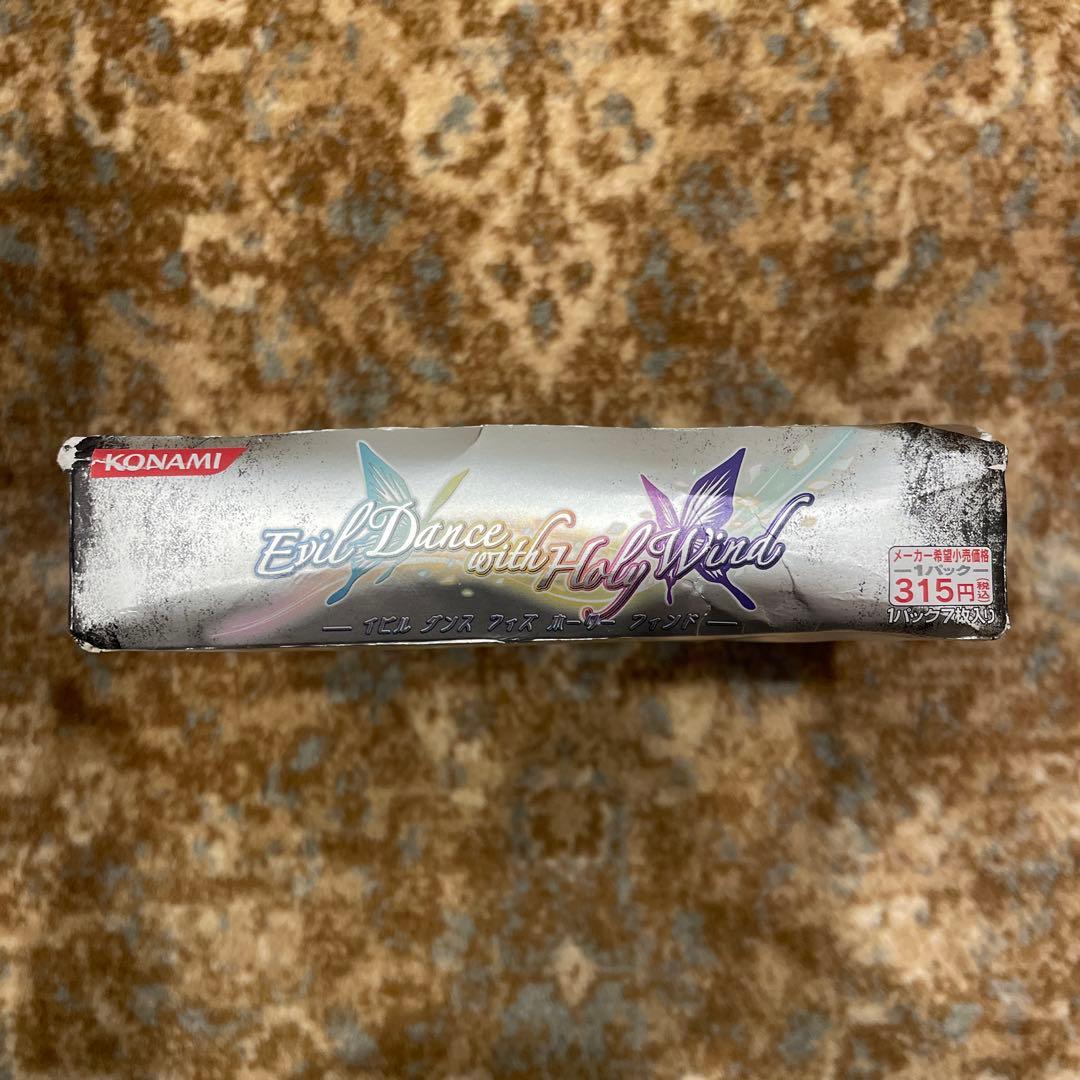 KONAMI
Evil Dance
with Holy Wind
— イビル ダンス ウィズ ホーリー ウィンド —
メーカー希望小売価格
—1パック—
315円(税込)
1パック7枚入り